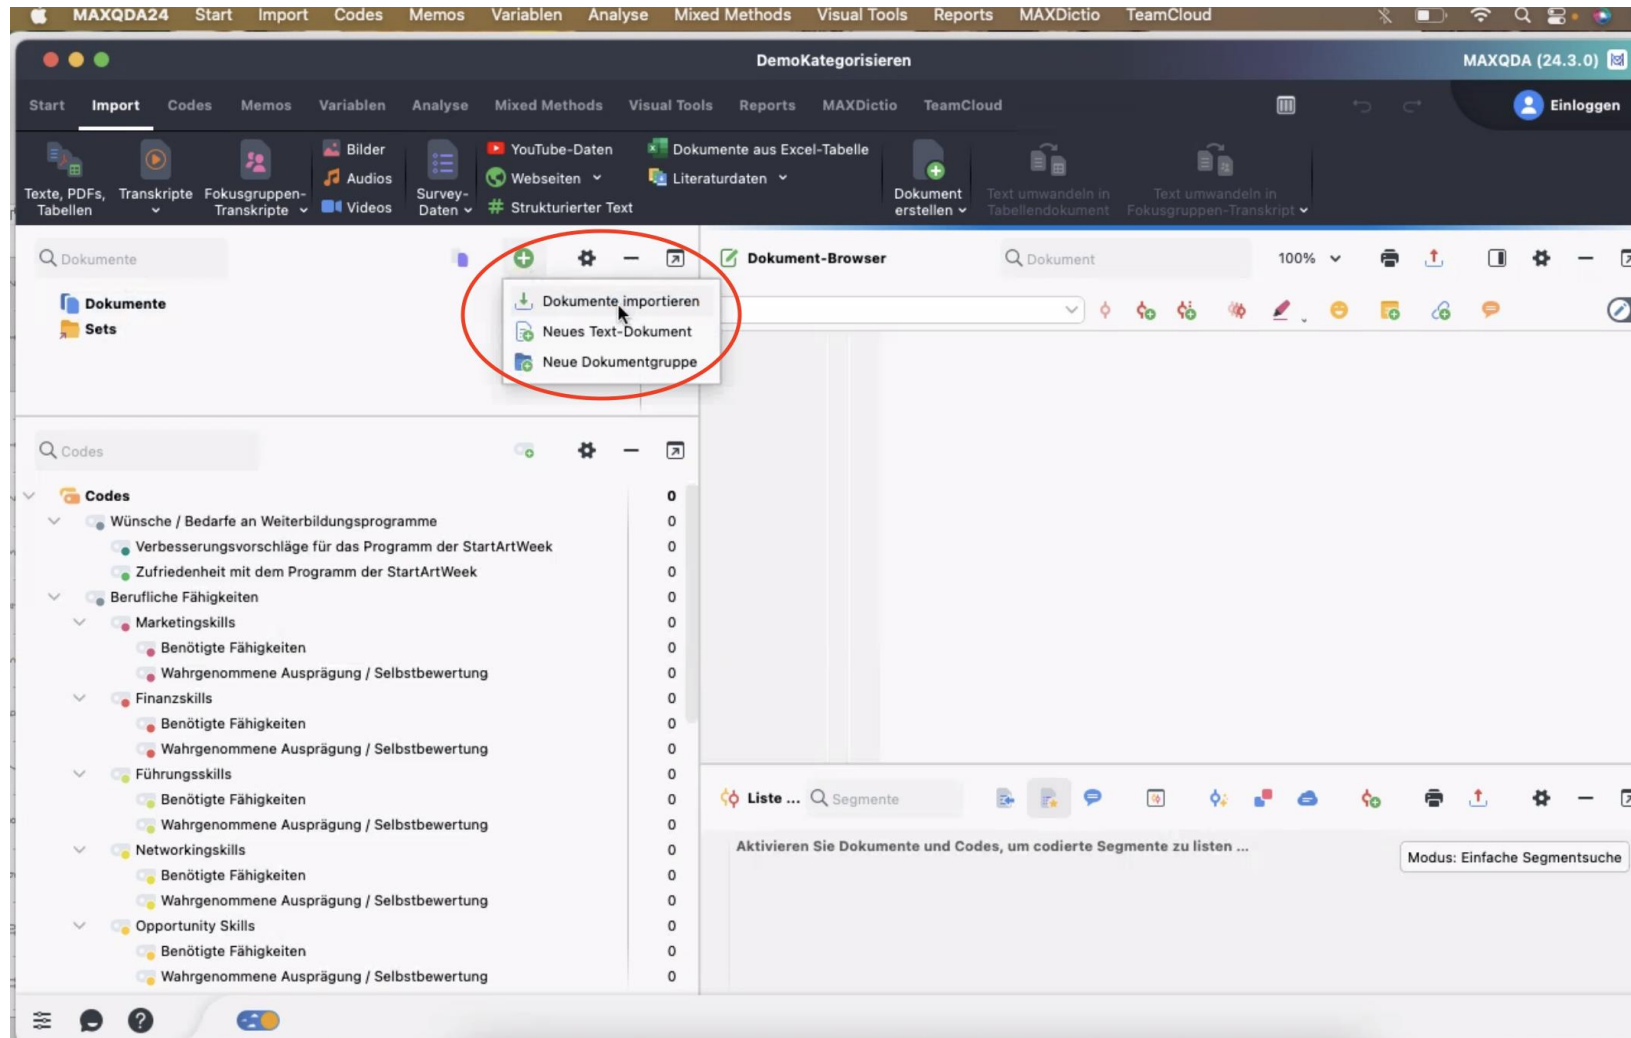 MAXQDA24 Start Import Codes Memos Variablen Analyse Mixed Methods Visual Tools Reports MAXDictio TeamCloud
DemoKategorisieren
MAXQDA (24.3.0)
Start Import Codes Memos Variablen Analyse Mixed Methods Visual Tools Reports MAXDictio TeamCloud
Einloggen
Texte, PDFs,
Tabellen
Transkripte
Fokusgruppen-
Transkripte
Bilder
Audios
Videos
Survey-
Daten
YouTube-Daten
Webseiten
Strukturierter Text
Dokumente aus Excel-Tabelle
Literaturdaten
Dokument
erstellen
Text umwandeln in
Tabellendokument
Text umwandeln in
Fokusgruppen-Transkript
Dokumente
Dokumente
Sets
Dokumente importieren
Neues Text-Dokument
Neue Dokumentgruppe
Dokument-Browser
Dokument
100%
Codes
Codes 0
Wünsche / Bedarfe an Weiterbildungsprogramme 0
Verbesserungsvorschläge für das Programm der StartArtWeek 0
Zufriedenheit mit dem Programm der StartArtWeek 0
Berufliche Fähigkeiten 0
Marketingskills 0
Benötigte Fähigkeiten 0
Wahrgenommene Ausprägung / Selbstbewertung 0
Finanzskills 0
Benötigte Fähigkeiten 0
Wahrgenommene Ausprägung / Selbstbewertung 0
Führungsskills 0
Benötigte Fähigkeiten 0
Wahrgenommene Ausprägung / Selbstbewertung 0
Networkingskills 0
Benötigte Fähigkeiten 0
Wahrgenommene Ausprägung / Selbstbewertung 0
Opportunity Skills 0
Benötigte Fähigkeiten 0
Wahrgenommene Ausprägung / Selbstbewertung 0
Liste ...
Segmente
Aktivieren Sie Dokumente und Codes, um codierte Segmente zu listen ...
Modus: Einfache Segmentsuche